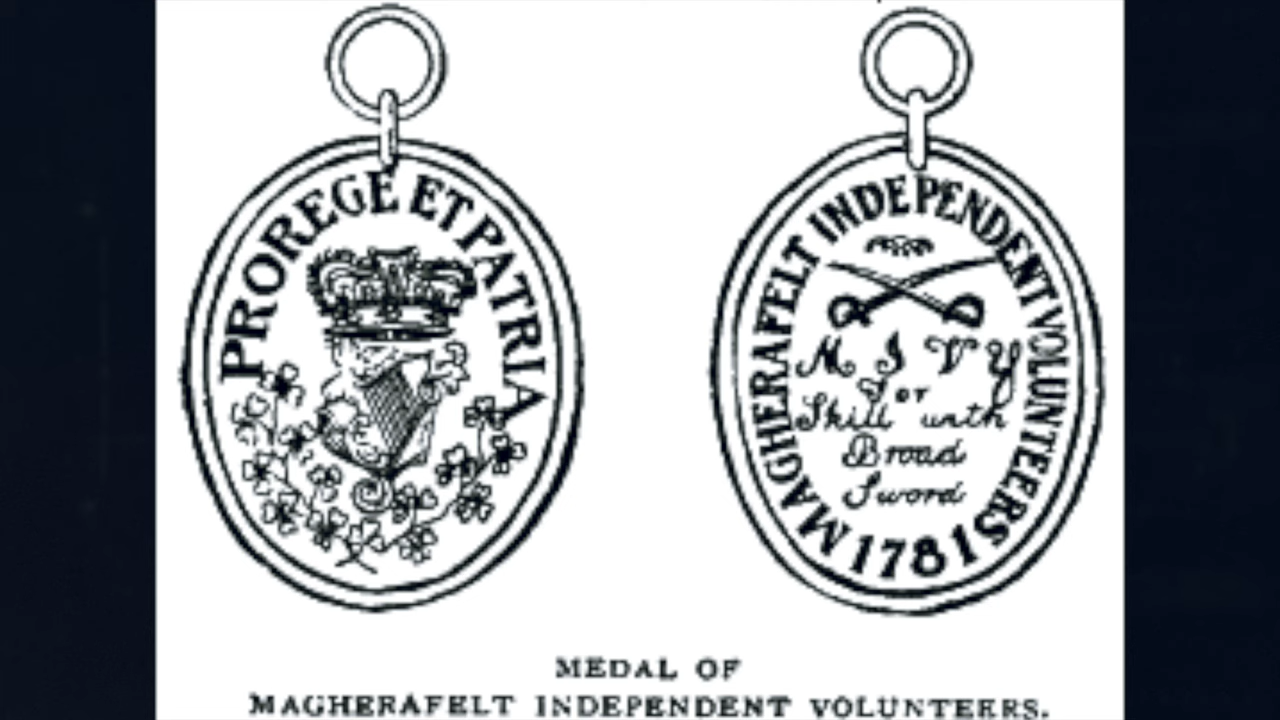 PROREGE ET PATRIA
MAGHERAFELT INDEPENDENT VOLUNTEERS
M I V Y
For
Skill with
Broad
Sword
1781
MEDAL OF
MAGHERAFELT INDEPENDENT VOLUNTEERS.